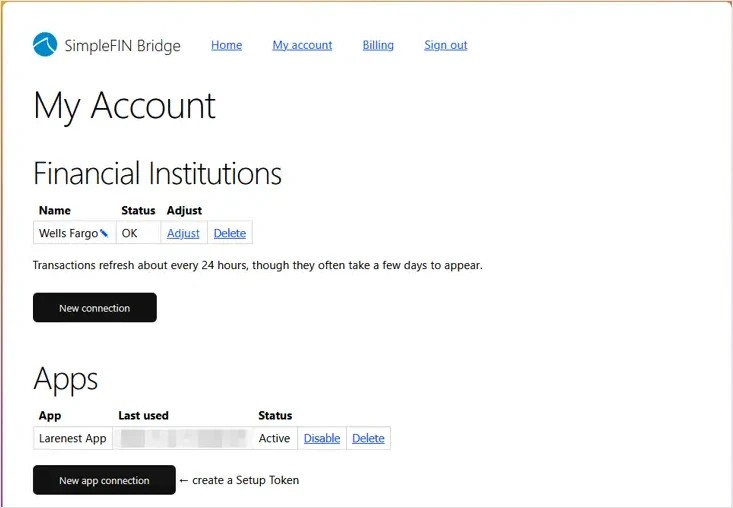 SimpleFIN Bridge Home My account Billing Sign out
My Account
Financial Institutions
Name Status Adjust
Wells Fargo OK Adjust Delete
Transactions refresh about every 24 hours, though they often take a few days to appear.
New connection
Apps
App Last used Status
Larenest App Active Disable Delete
New app connection ← create a Setup Token